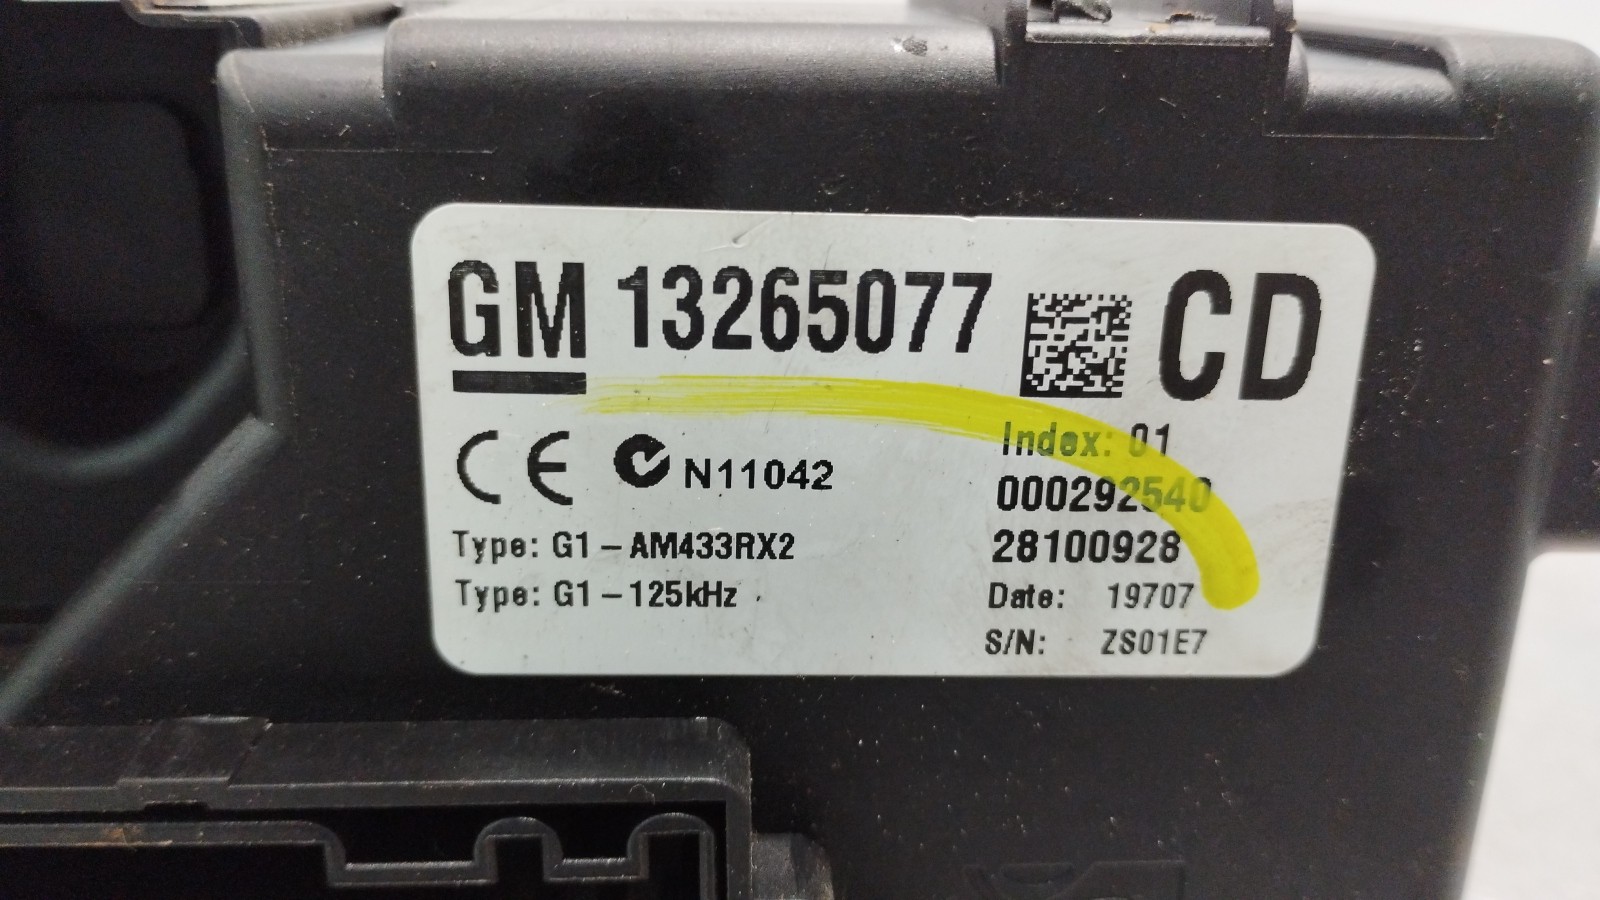 GM 13265077 CD
CE N11042
Index: 01
000292540
Type: G1-AM433RX2
28100928
Type: G1-125kHz
Date: 19707
S/N: ZS01E7